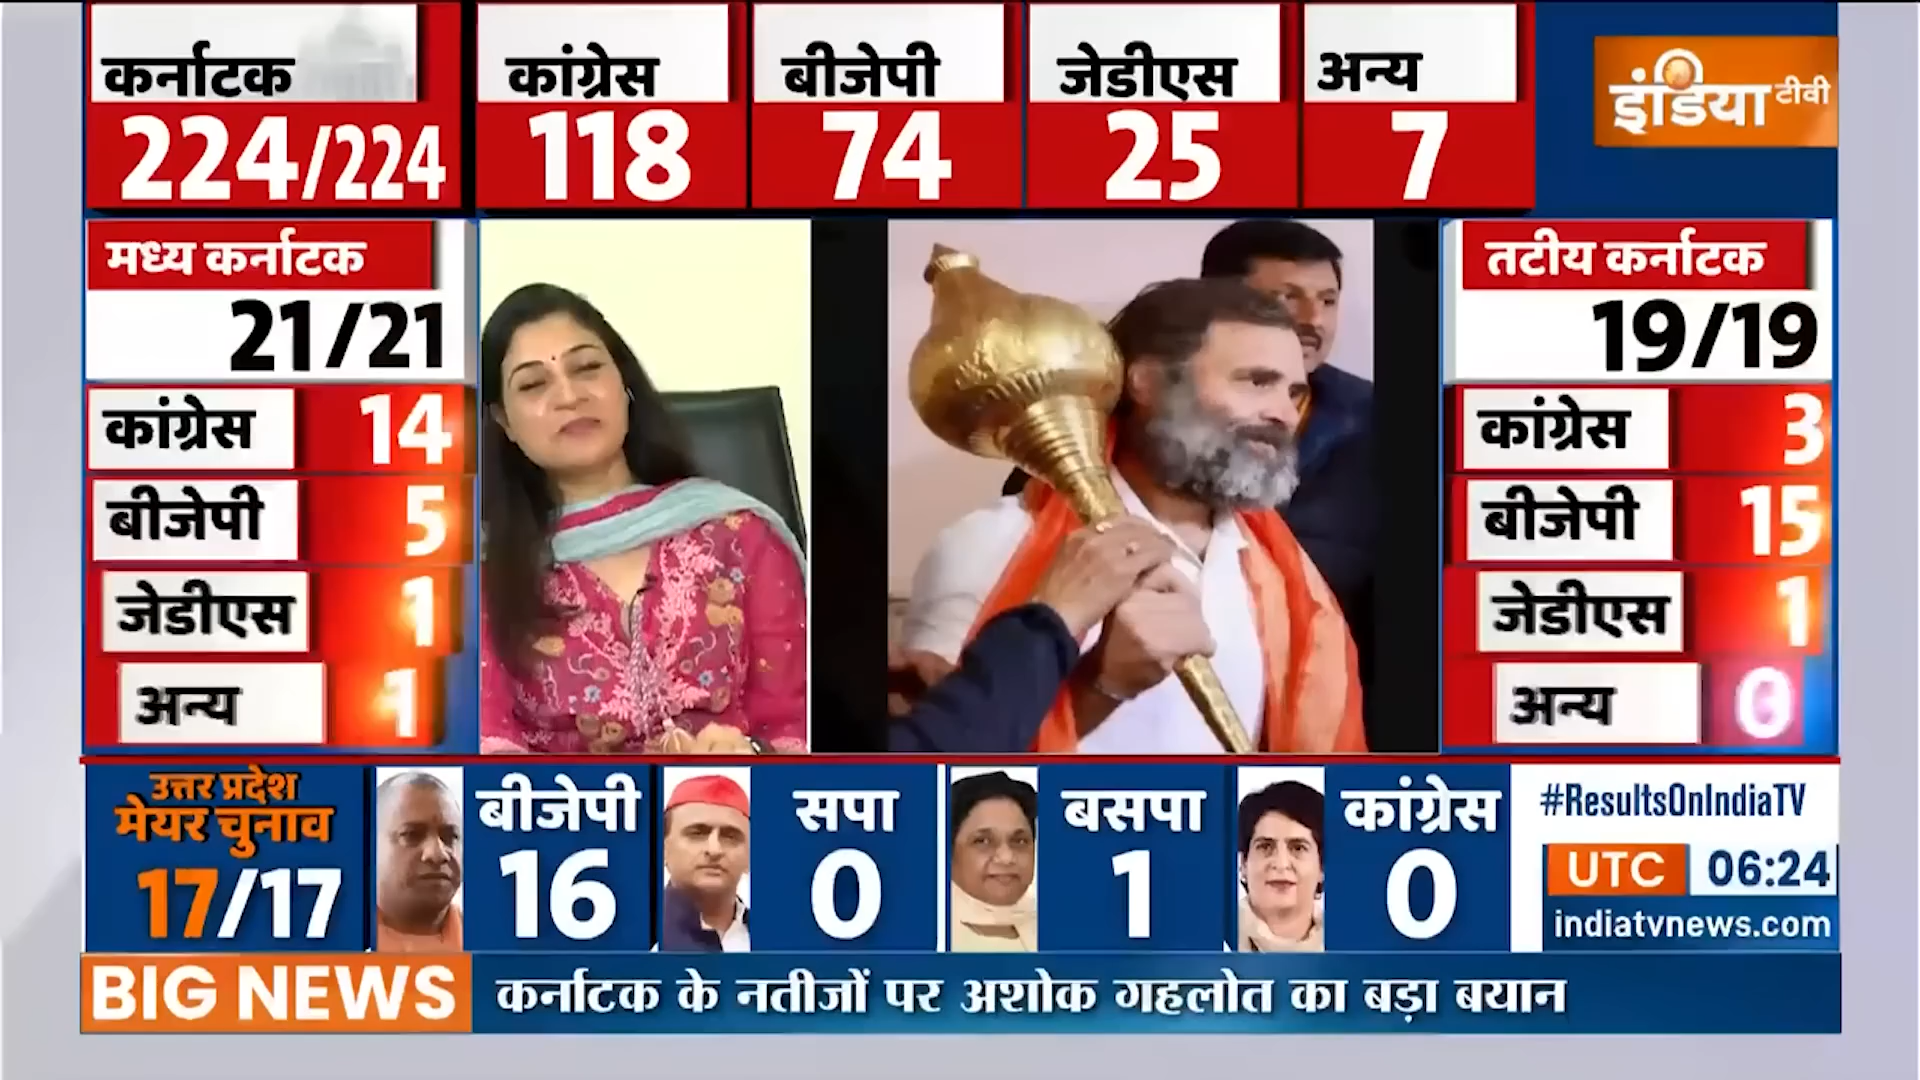 कर्नाटक
224/224
कांग्रेस
118
बीजेपी
74
जेडीएस
25
अन्य
7
इंडिया टीवी
मध्य कर्नाटक
21/21
कांग्रेस 14
बीजेपी 5
जेडीएस 1
अन्य 1
तटीय कर्नाटक
19/19
कांग्रेस 3
बीजेपी 15
जेडीएस 1
अन्य 0
उत्तर प्रदेश
मेयर चुनाव
17/17
बीजेपी
16
सपा
0
बसपा
1
कांग्रेस
0
#ResultsOnIndiaTV
UTC 06:24
indiatvnews.com
BIG NEWS
कर्नाटक के नतीजों पर अशोक गहलोत का बड़ा बयान